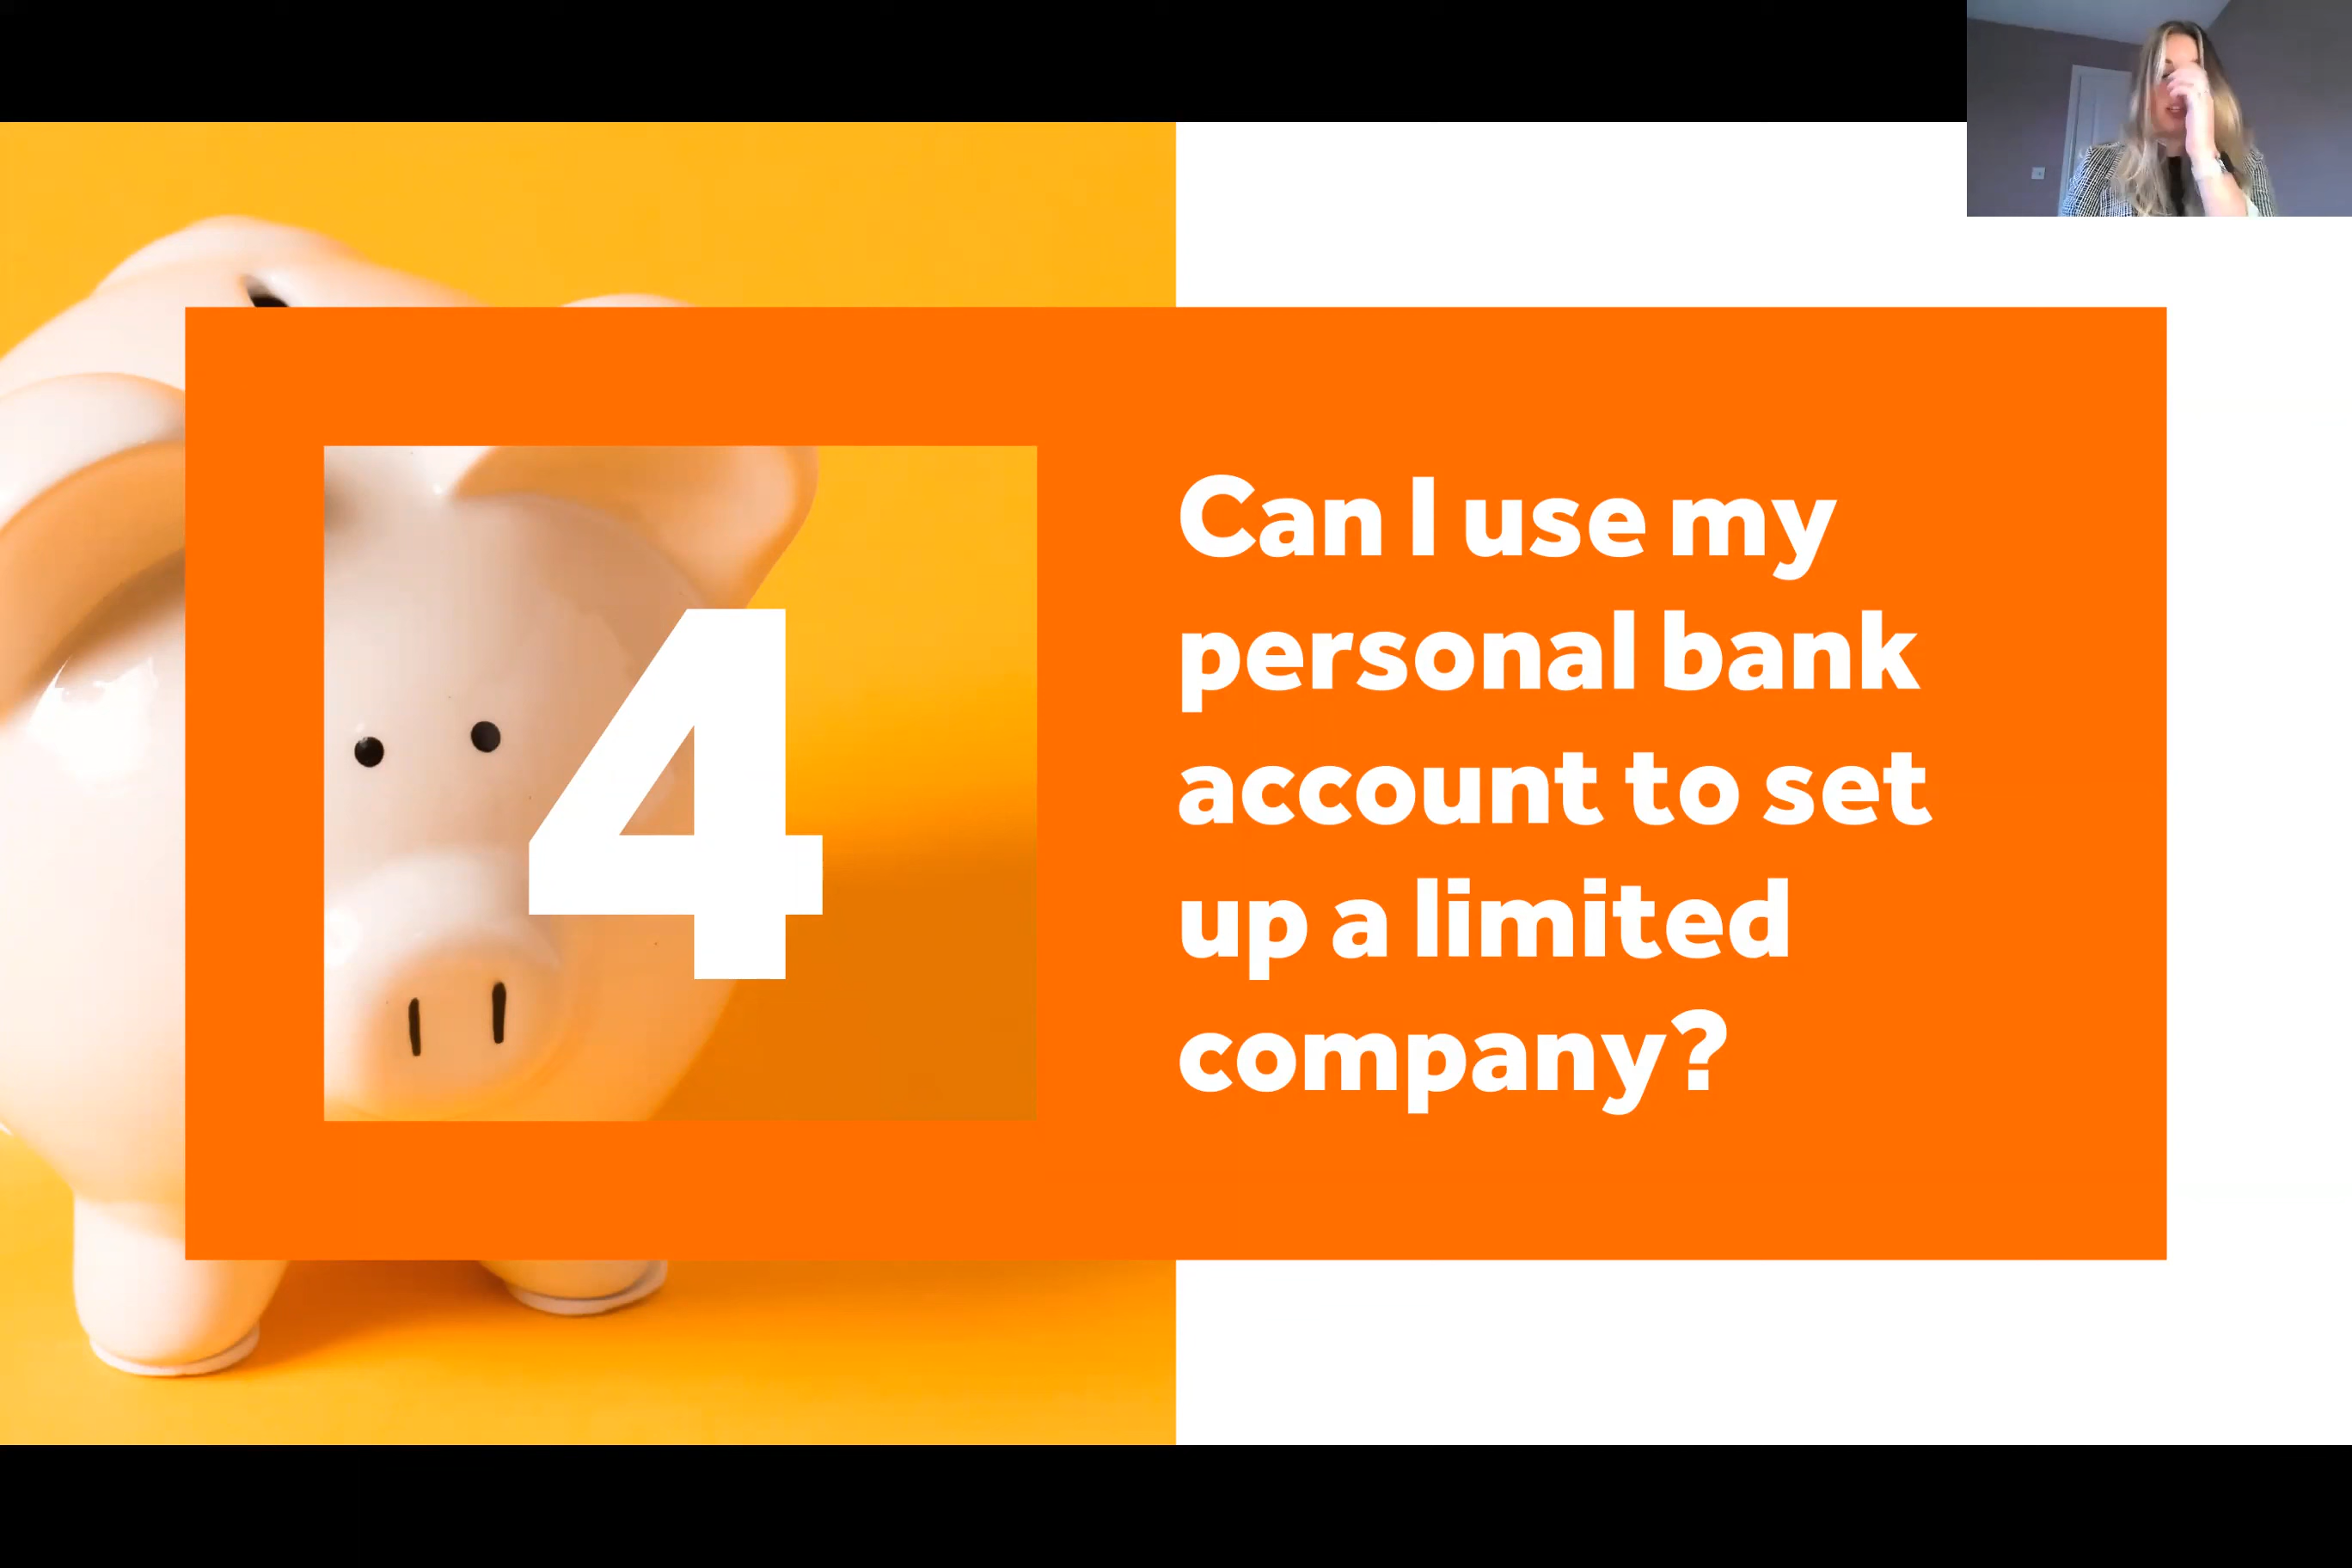 4
Can I use my
personal bank
account to set
up a limited
company?